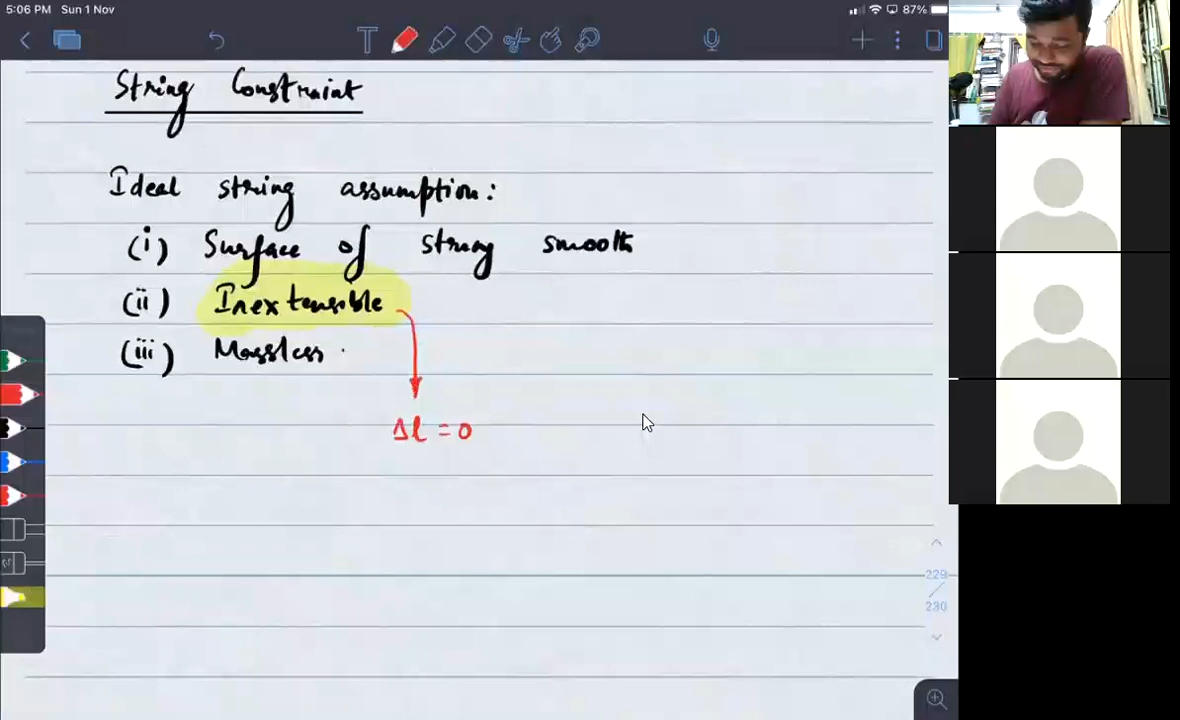 5:06 PM Sun 1 Nov
87%
String Constraint
Ideal string assumption:
(i) Surface of string smooth
(ii) Inextensible
(iii) Massless
Δl = 0
229
230